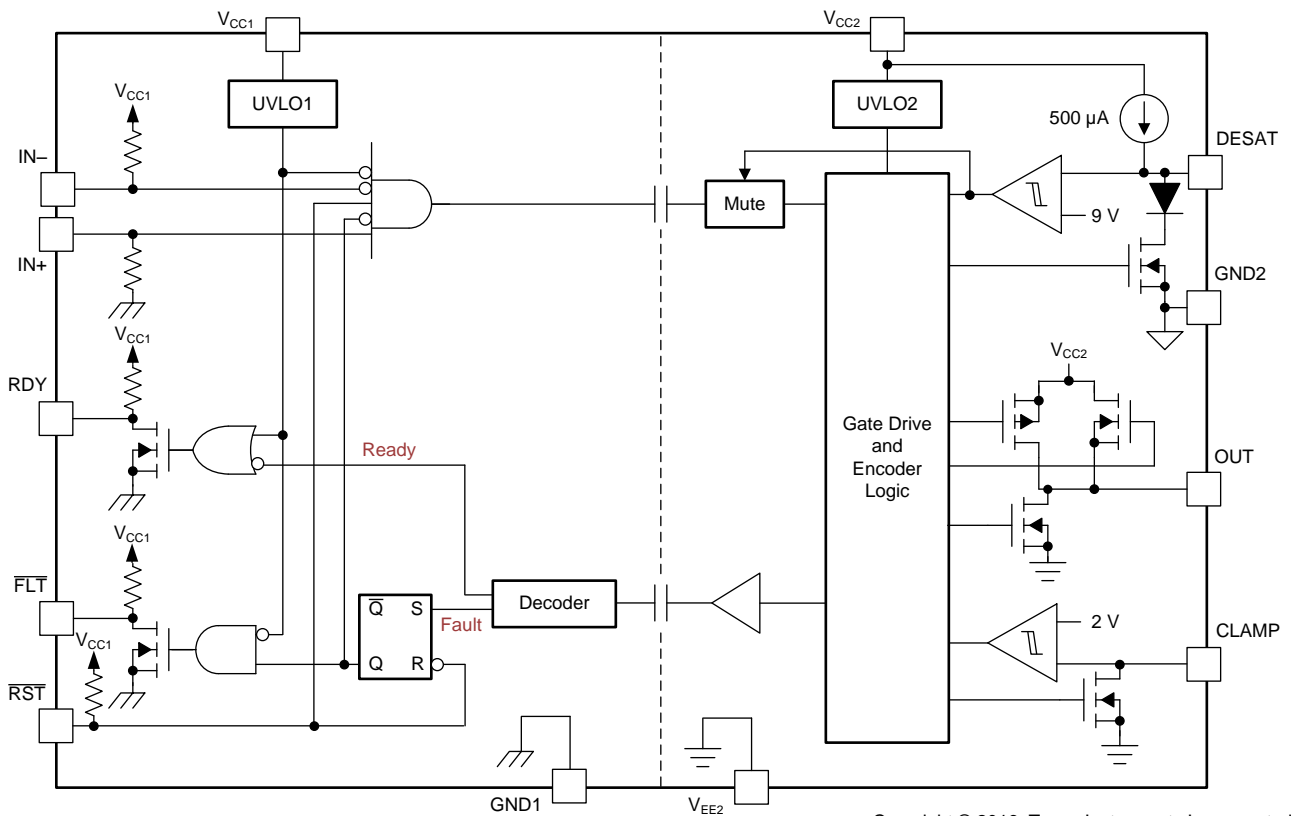 VCC1
VCC2
UVLO1
UVLO2
VCC1
500 µA
DESAT
IN–
Mute
9 V
IN+
GND2
VCC1
VCC2
RDY
Ready
Gate Drive
and
Encoder
Logic
OUT
VCC1
FLT
Q S
Decoder
Fault
2 V
CLAMP
VCC1
Q R
RST
GND1
VEE2